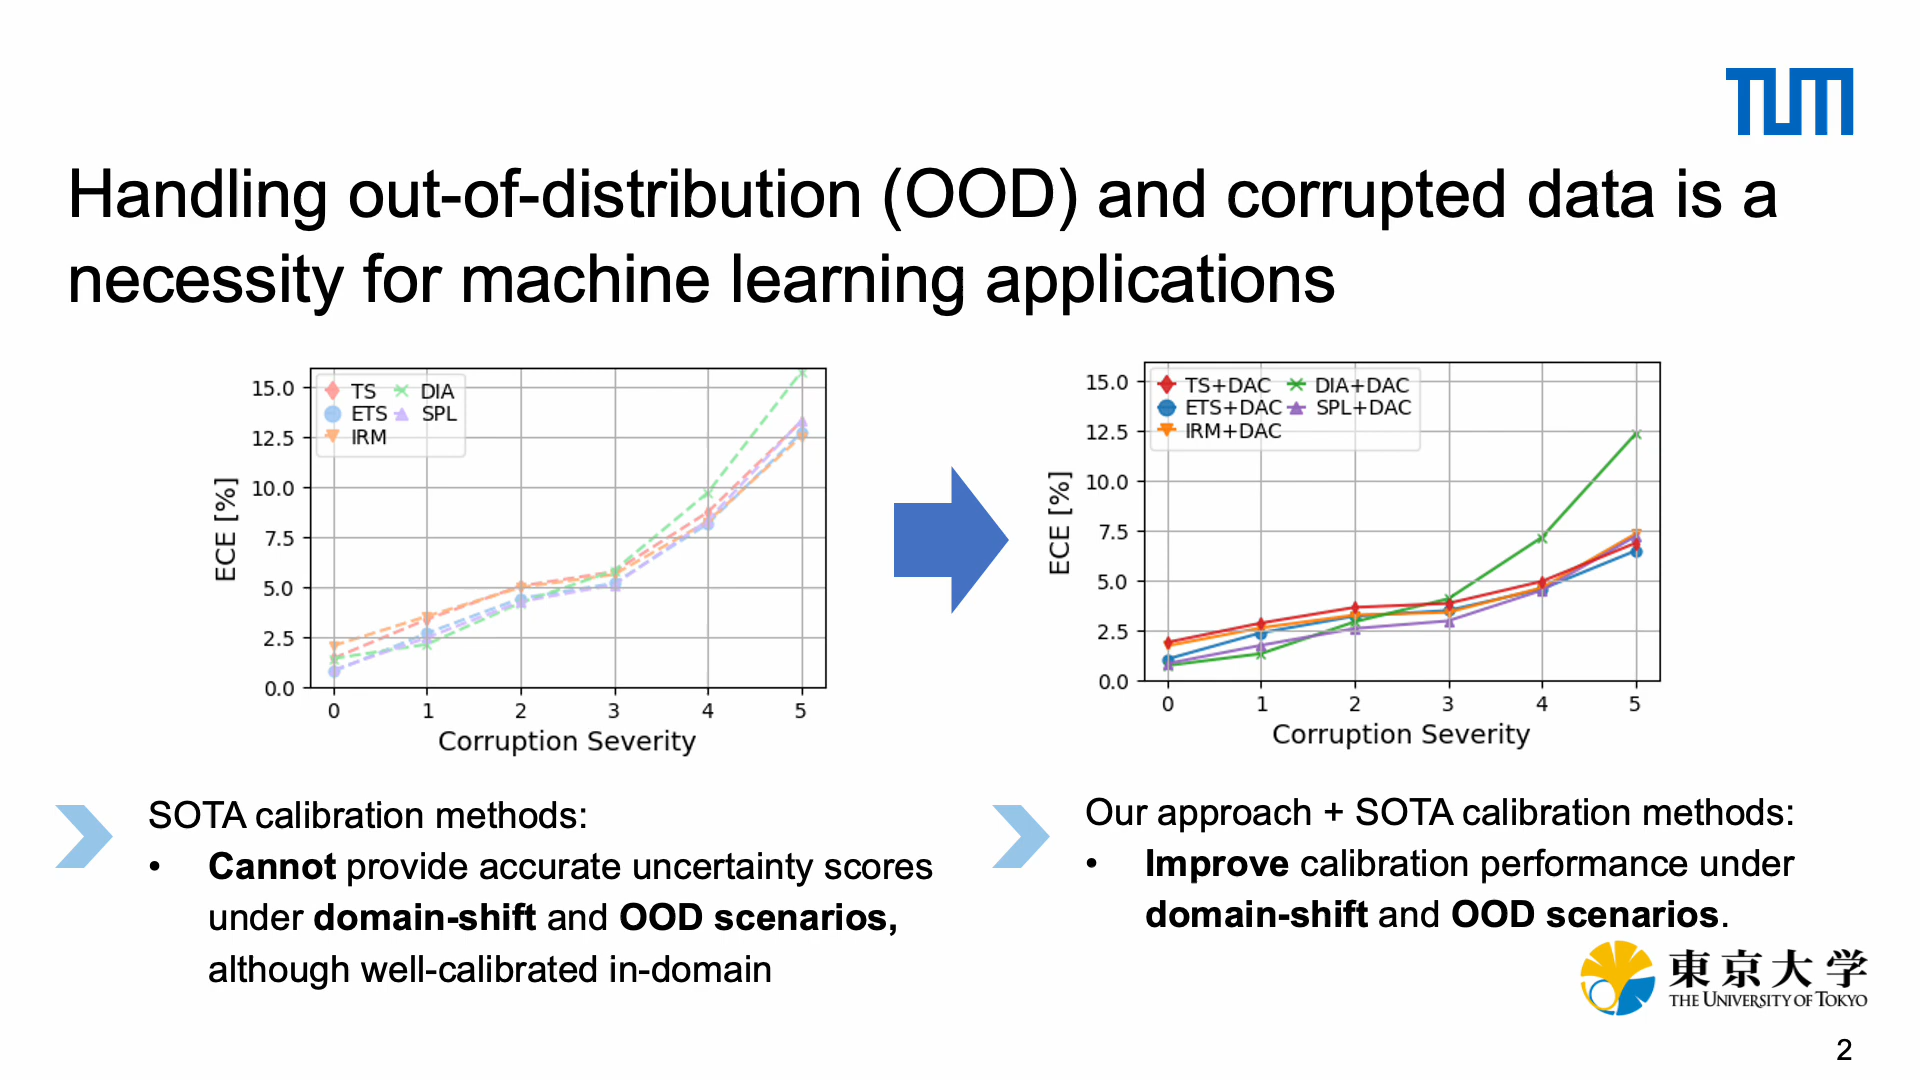 TUM
Handling out-of-distribution (OOD) and corrupted data is a
necessity for machine learning applications
15.0
12.5
10.0
7.5
5.0
2.5
0.0
ECE [%]
TS DIA
ETS SPL
IRM
0 1 2 3 4 5
Corruption Severity
15.0
12.5
10.0
7.5
5.0
2.5
0.0
ECE [%]
TS+DAC DIA+DAC
ETS+DAC SPL+DAC
IRM+DAC
0 1 2 3 4 5
Corruption Severity
SOTA calibration methods:
• Cannot provide accurate uncertainty scores
under domain-shift and OOD scenarios,
although well-calibrated in-domain
Our approach + SOTA calibration methods:
• Improve calibration performance under
domain-shift and OOD scenarios.
東京大学
THE UNIVERSITY OF TOKYO
2